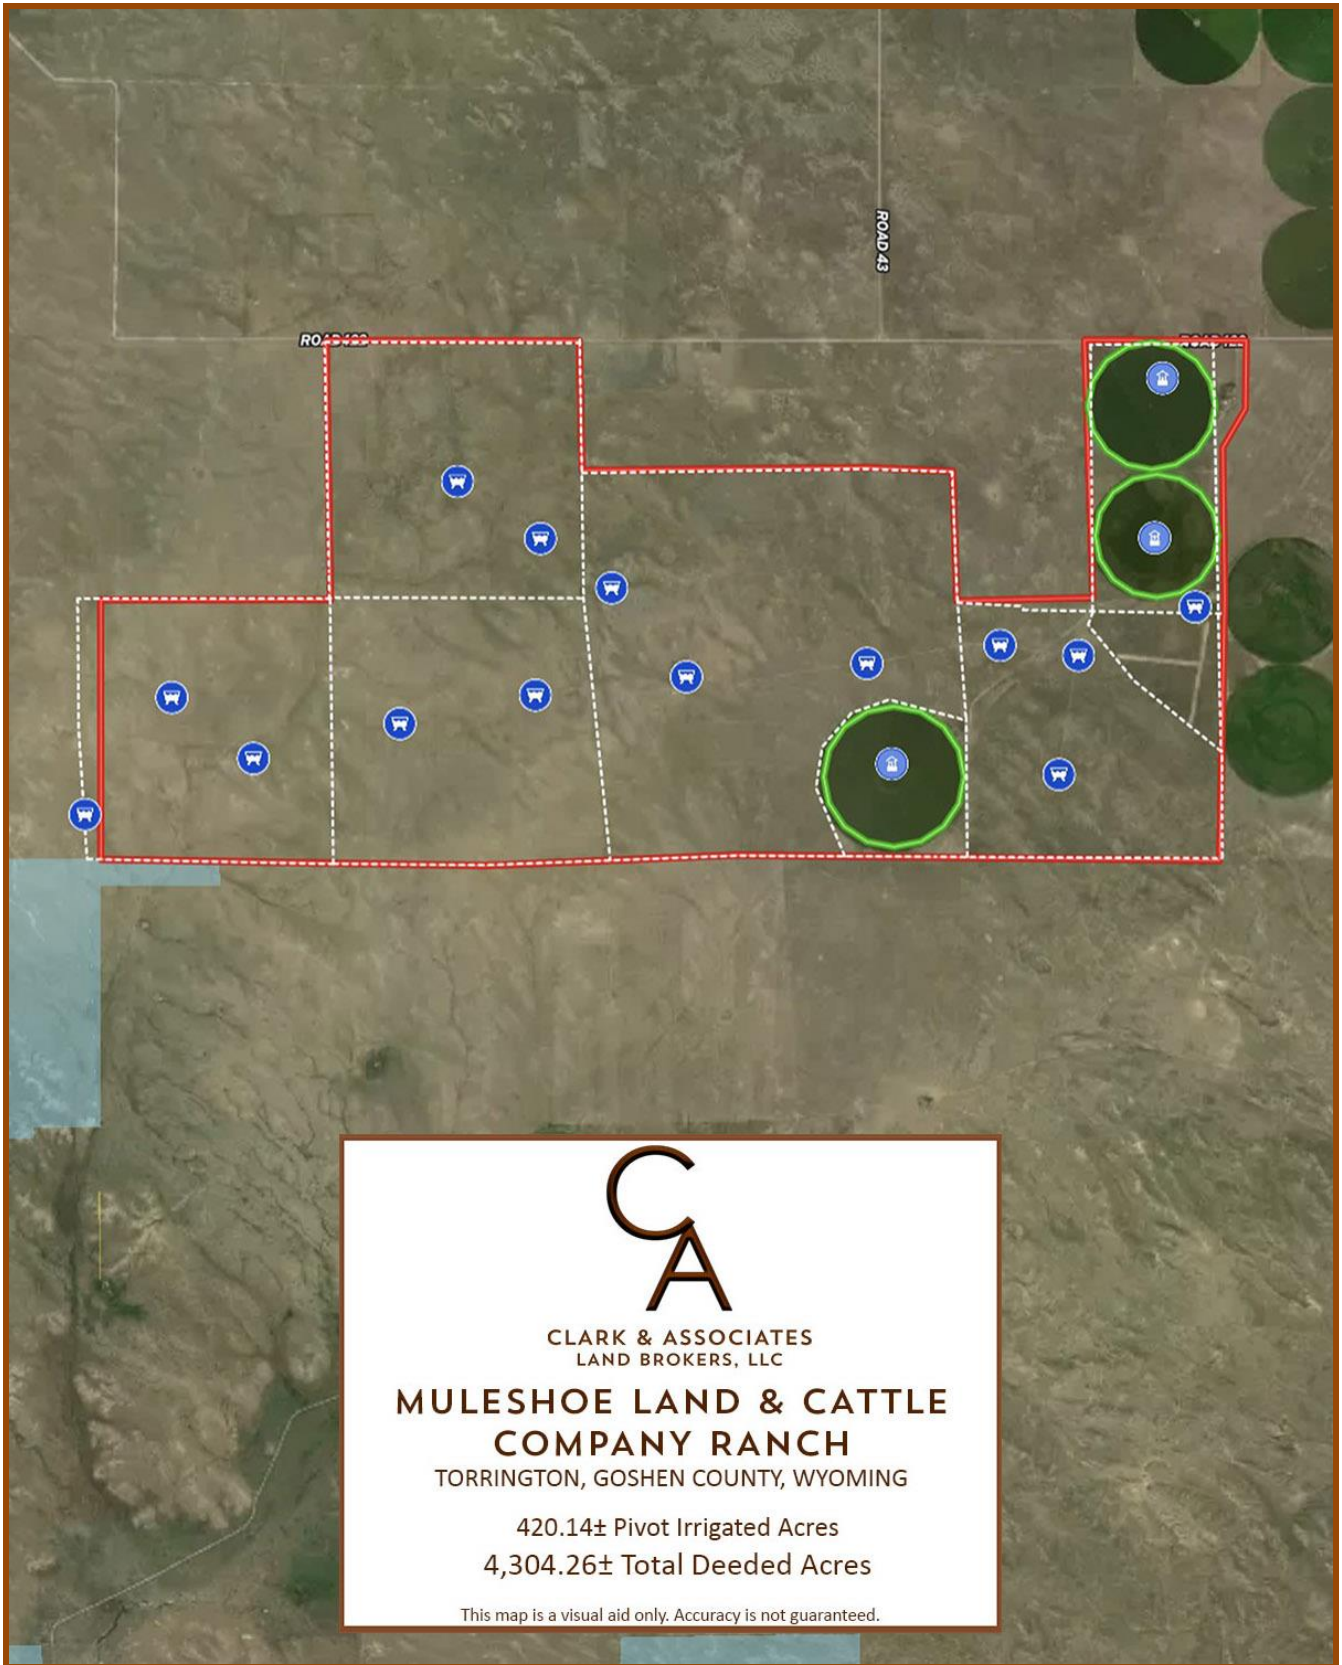 ROAD 43
CA
CLARK & ASSOCIATES
LAND BROKERS, LLC
MULESHOE LAND & CATTLE
COMPANY RANCH
TORRINGTON, GOSHEN COUNTY, WYOMING
420.14± Pivot Irrigated Acres
4,304.26± Total Deeded Acres
This map is a visual aid only. Accuracy is not guaranteed.